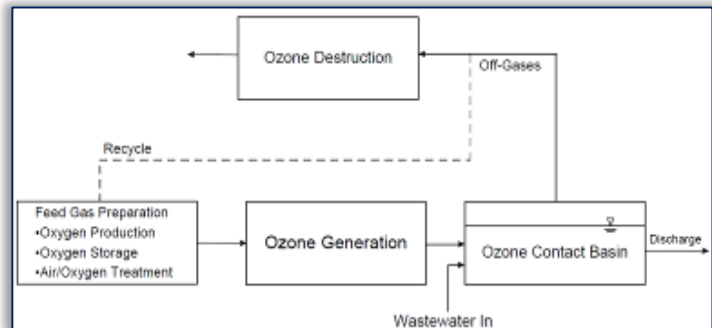 Ozone Destruction
Off-Gases
Recycle
Feed Gas Preparation
•Oxygen Production
•Oxygen Storage
•Air/Oxygen Treatment
Ozone Generation
Ozone Contact Basin
Discharge
Wastewater In